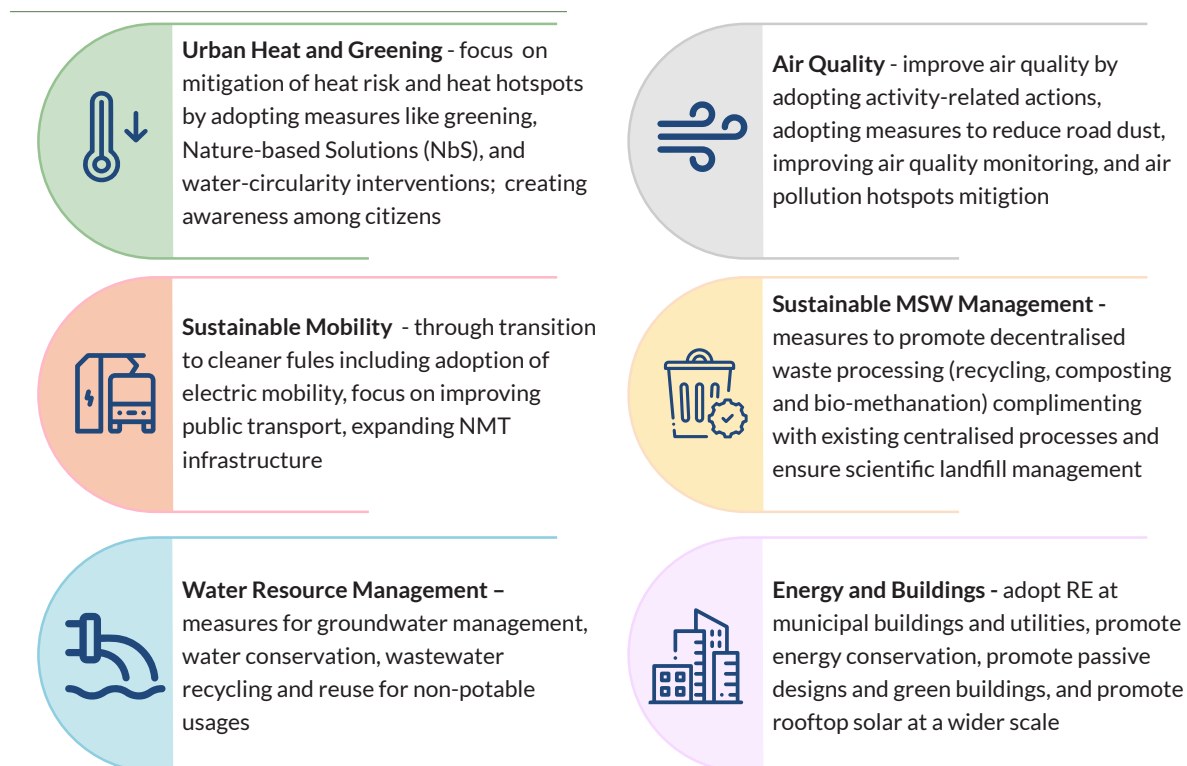 Urban Heat and Greening - focus on
mitigation of heat risk and heat hotspots
by adopting measures like greening,
Nature-based Solutions (NbS), and
water-circularity interventions; creating
awareness among citizens
Air Quality - improve air quality by
adopting activity-related actions,
adopting measures to reduce road dust,
improving air quality monitoring, and air
pollution hotspots mitigtion
Sustainable Mobility - through transition
to cleaner fules including adoption of
electric mobility, focus on improving
public transport, expanding NMT
infrastructure
Sustainable MSW Management -
measures to promote decentralised
waste processing (recycling, composting
and bio-methanation) complimenting
with existing centralised processes and
ensure scientific landfill management
Water Resource Management –
measures for groundwater management,
water conservation, wastewater
recycling and reuse for non-potable
usages
Energy and Buildings - adopt RE at
municipal buildings and utilities, promote
energy conservation, promote passive
designs and green buildings, and promote
rooftop solar at a wider scale